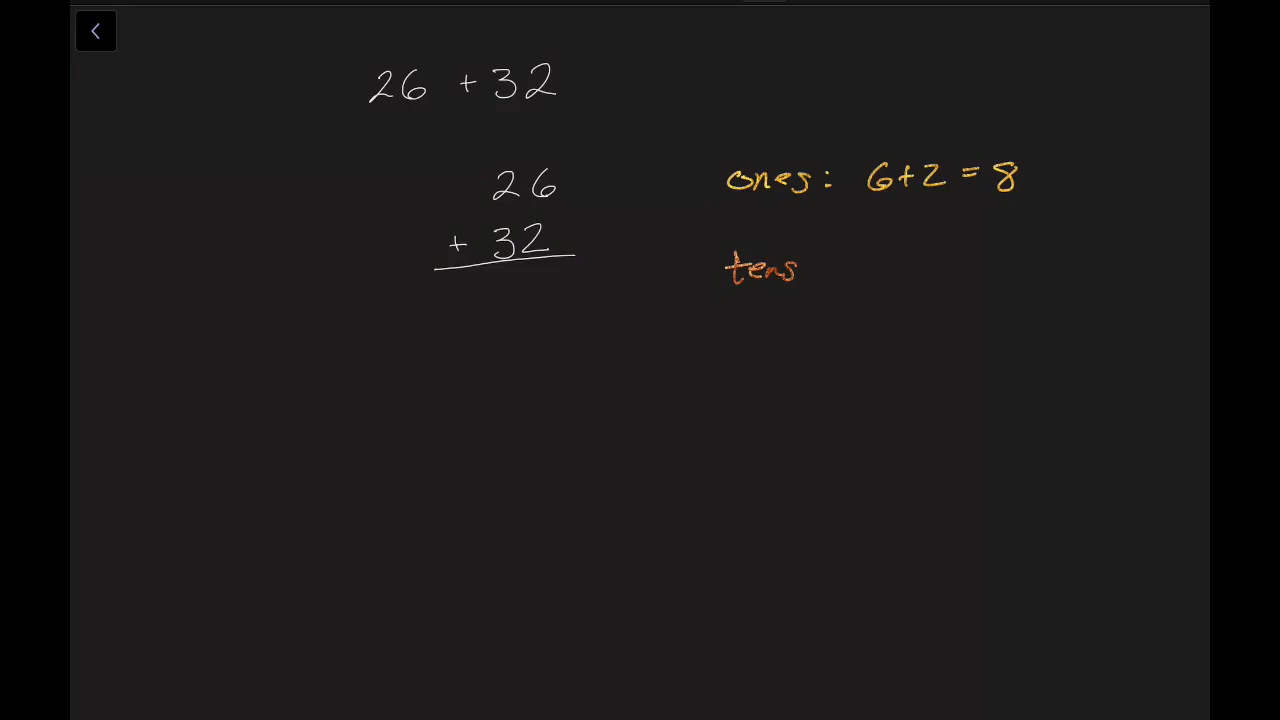 26 + 32
26
+ 32
ones: 6+2 = 8
tens